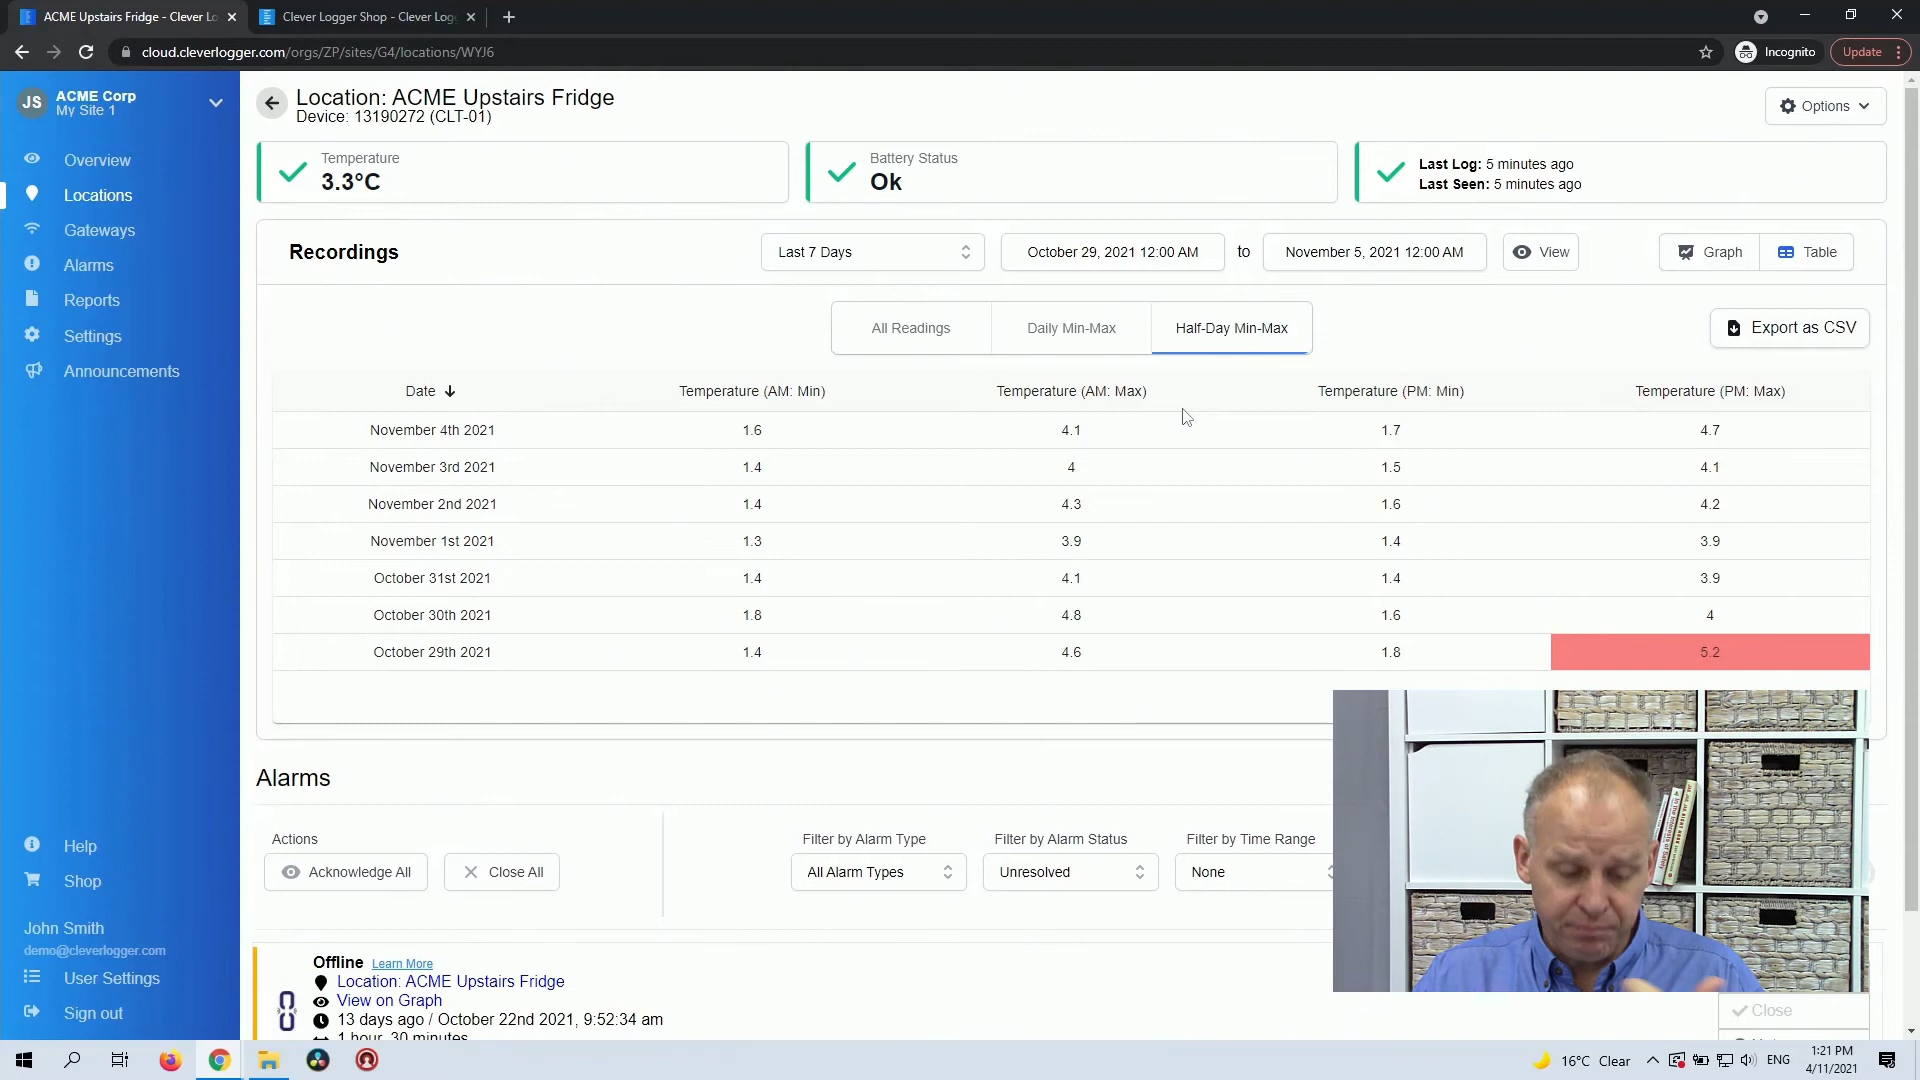 ACME Upstairs Fridge - Clever Lo
Clever Logger Shop - Clever Log
cloud.cleverlogger.com/orgs/ZP/sites/G4/locations/WYJ6
Incognito
Update
JS
ACME Corp
My Site 1
Overview
Locations
Gateways
Alarms
Reports
Settings
Announcements
Help
Shop
John Smith
demo@cleverlogger.com
User Settings
Sign out
Location: ACME Upstairs Fridge
Device: 13190272 (CLT-01)
Options
Temperature
3.3°C
Battery Status
Ok
Last Log: 5 minutes ago
Last Seen: 5 minutes ago
Recordings
Last 7 Days
October 29, 2021 12:00 AM
to
November 5, 2021 12:00 AM
View
Graph
Table
All Readings
Daily Min-Max
Half-Day Min-Max
Export as CSV
Date Temperature (AM: Min) Temperature (AM: Max) Temperature (PM: Min) Temperature (PM: Max)
November 4th 2021 1.6 4.1 1.7 4.7
November 3rd 2021 1.4 4 1.5 4.1
November 2nd 2021 1.4 4.3 1.6 4.2
November 1st 2021 1.3 3.9 1.4 3.9
October 31st 2021 1.4 4.1 1.4 3.9
October 30th 2021 1.8 4.8 1.6 4
October 29th 2021 1.4 4.6 1.8 5.2
Alarms
Actions
Acknowledge All
Close All
Filter by Alarm Type
All Alarm Types
Filter by Alarm Status
Unresolved
Filter by Time Range
None
Offline Learn More
Location: ACME Upstairs Fridge
View on Graph
13 days ago / October 22nd 2021, 9:52:34 am
1 hour, 30 minutes
Close
16°C Clear
ENG
1:21 PM
4/11/2021